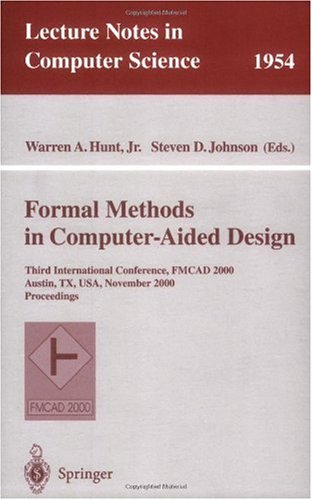 Lecture Notes in
Computer Science 1954
Warren A. Hunt, Jr. Steven D. Johnson (Eds.)
Formal Methods
in Computer-Aided Design
Third International Conference, FMCAD 2000
Austin, TX, USA, November 2000
Proceedings
FMCAD 2000
Springer